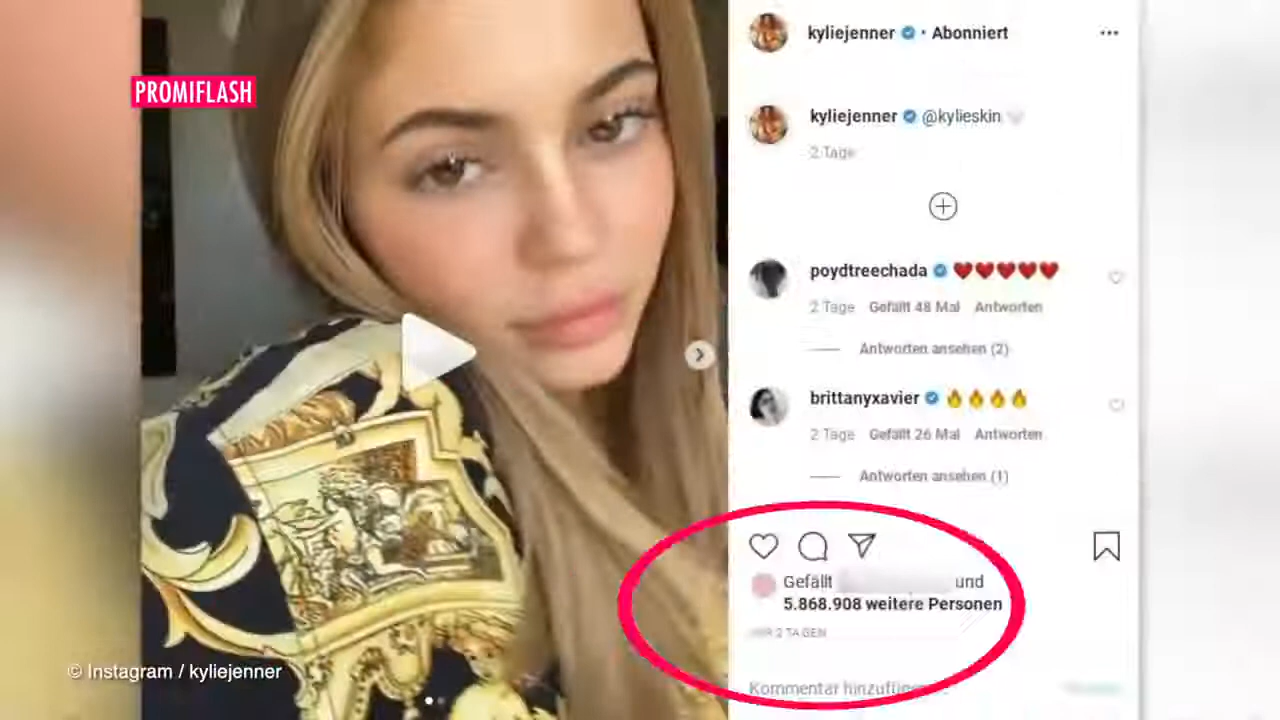 PROMIFLASH
kyliejenner • Abonniert
kyliejenner @kylieskin
2 Tage
poydtreechada ❤️❤️❤️❤️❤️
2 Tage Gefällt 48 Mal Antworten
Antworten ansehen (2)
brittanyxavier 🔥🔥🔥🔥
2 Tage Gefällt 26 Mal Antworten
Antworten ansehen (1)
Gefällt und
5.868.908 weitere Personen
VOR 2 TAGEN
Kommentar hinzufügen
© Instagram / kyliejenner